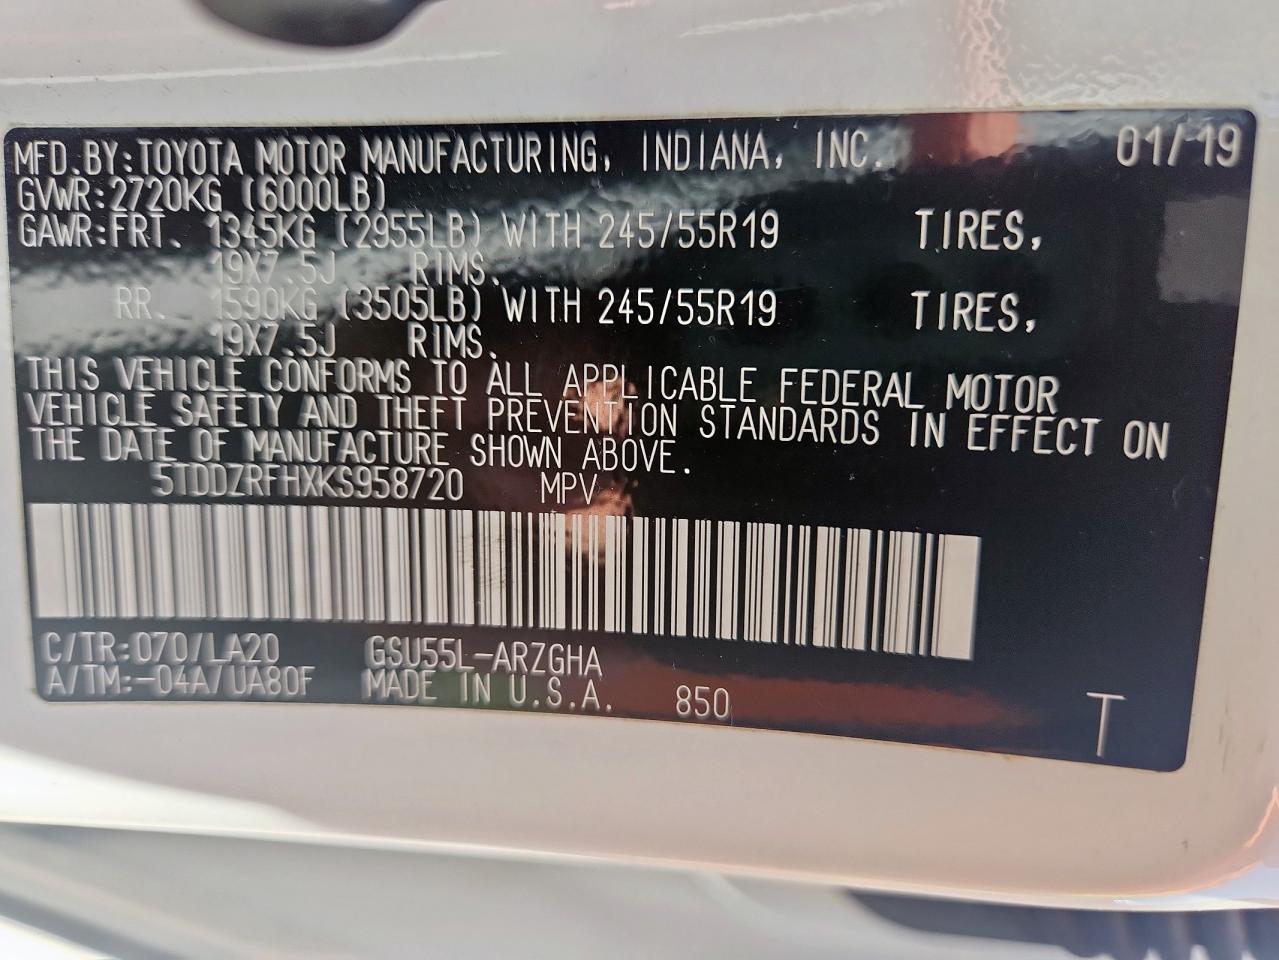 MFD.BY:TOYOTA MOTOR MANUFACTURING, INDIANA, INC. 01/19
GVWR:2720KG (6000LB)
GAWR:FRT. 1345KG (2955LB) WITH 245/55R19 TIRES,
19X7.5J RIMS.
RR. 1590KG (3505LB) WITH 245/55R19 TIRES,
19X7.5J RIMS.
THIS VEHICLE CONFORMS TO ALL APPLICABLE FEDERAL MOTOR
VEHICLE SAFETY AND THEFT PREVENTION STANDARDS IN EFFECT ON
THE DATE OF MANUFACTURE SHOWN ABOVE.
5TDDZRFHXKS958720 MPV
C/TR:070/LA20 GSU55L-ARZGHA
A/TM:-04A/UA80F MADE IN U.S.A. 850 T